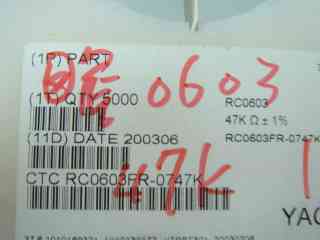 (1P) PART
0603
(1T) QTY 5000
RC0603
47K Ω ± 1%
(11D) DATE 200306
RC0603FR-0747K
47K
CTC RC0603FR-0747K
YAG